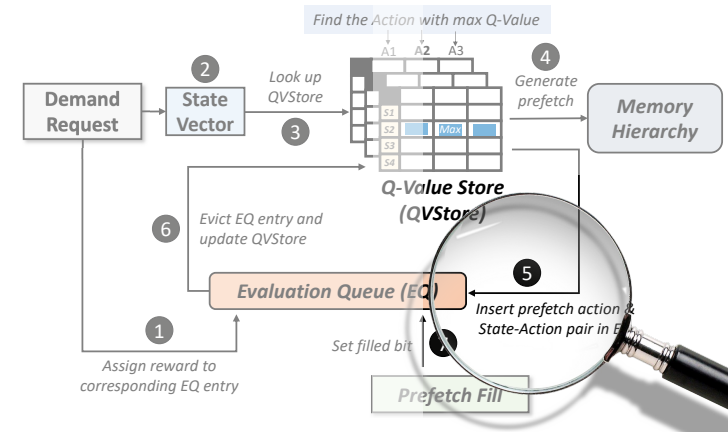 Find the Action with max Q-Value
A1 A2 A3
2
4
Demand
Request
State
Vector
Look up
QVStore
3
S1
S2 Max
S3
S4
Generate
prefetch
Memory
Hierarchy
Q-Value Store
(QVStore)
6
Evict EQ entry and
update QVStore
5
Evaluation Queue (EQ)
Insert prefetch action &
State-Action pair in
1
Set filled bit
7
Assign reward to
corresponding EQ entry
Prefetch Fill